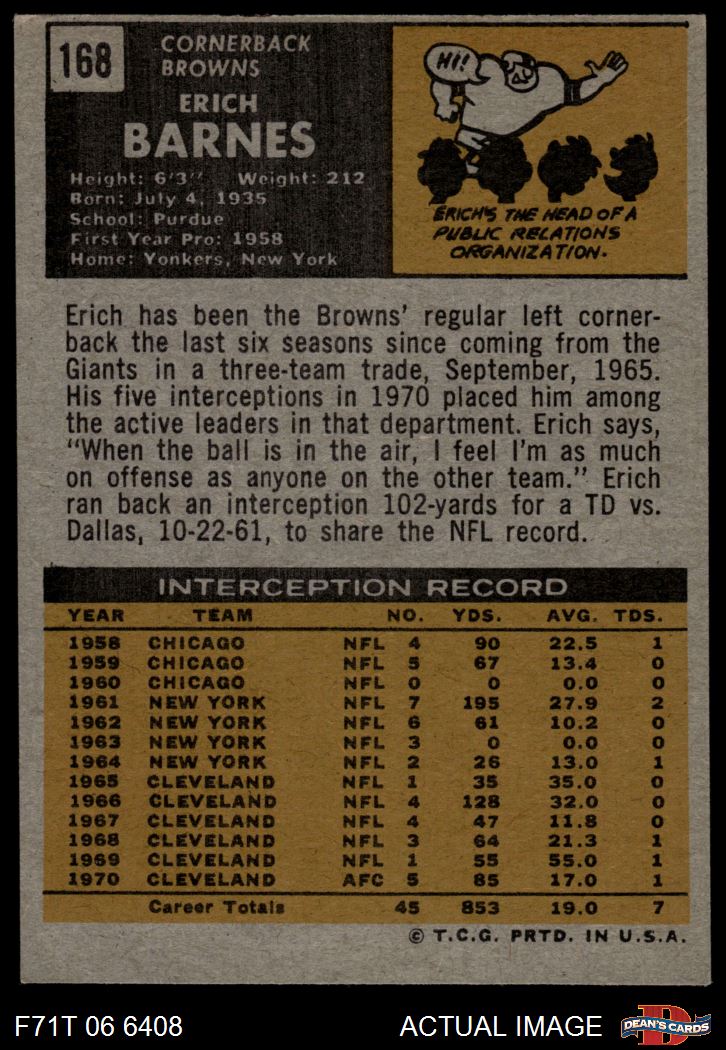 168
CORNERBACK
BROWNS
ERICH
BARNES
Height: 6'3" Weight: 212
Born: July 4, 1935
School: Purdue
First Year Pro: 1958
Home: Yonkers, New York
HI!
ERICH'S THE HEAD OF A
PUBLIC RELATIONS
ORGANIZATION.
Erich has been the Browns' regular left corner-
back the last six seasons since coming from the
Giants in a three-team trade, September, 1965.
His five interceptions in 1970 placed him among
the active leaders in that department. Erich says,
"When the ball is in the air, I feel I'm as much
on offense as anyone on the other team." Erich
ran back an interception 102-yards for a TD vs.
Dallas, 10-22-61, to share the NFL record.
INTERCEPTION RECORD
YEAR TEAM NO. YDS. AVG. TDS.
1958 CHICAGO NFL 4 90 22.5 1
1959 CHICAGO NFL 5 67 13.4 0
1960 CHICAGO NFL 0 0 0.0 0
1961 NEW YORK NFL 7 195 27.9 2
1962 NEW YORK NFL 6 61 10.2 0
1963 NEW YORK NFL 3 0 0.0 0
1964 NEW YORK NFL 2 26 13.0 1
1965 CLEVELAND NFL 1 35 35.0 0
1966 CLEVELAND NFL 4 128 32.0 0
1967 CLEVELAND NFL 4 47 11.8 0
1968 CLEVELAND NFL 3 64 21.3 1
1969 CLEVELAND NFL 1 55 55.0 1
1970 CLEVELAND AFC 5 85 17.0 1
Career Totals 45 853 19.0 7
© T.C.G. PRTD. IN U.S.A.
F71T 06 6408 ACTUAL IMAGE
D
DEAN'S CARDS